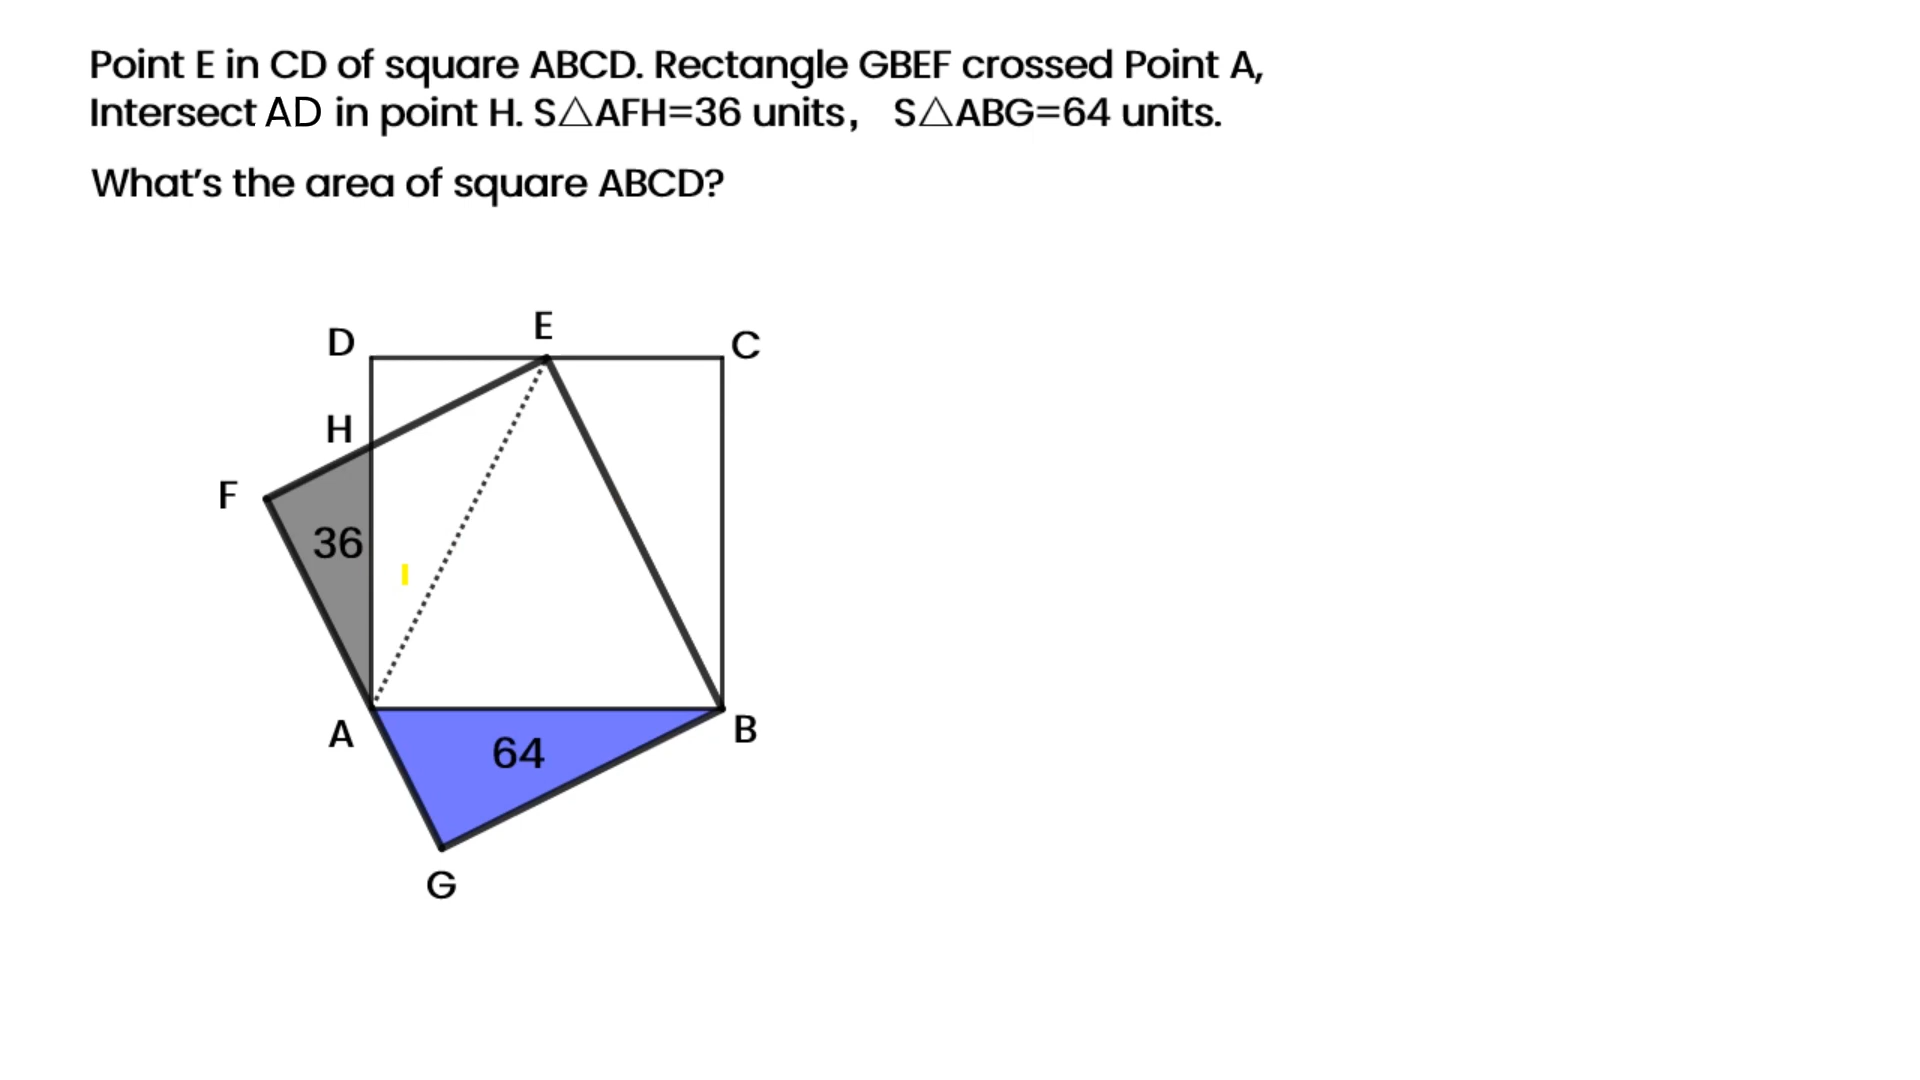 Point E in CD of square ABCD. Rectangle GBEF crossed Point A,
Intersect AD in point H. S△AFH=36 units, S△ABG=64 units.
What's the area of square ABCD?
E
D
C
H
F
36
A
B
64
G